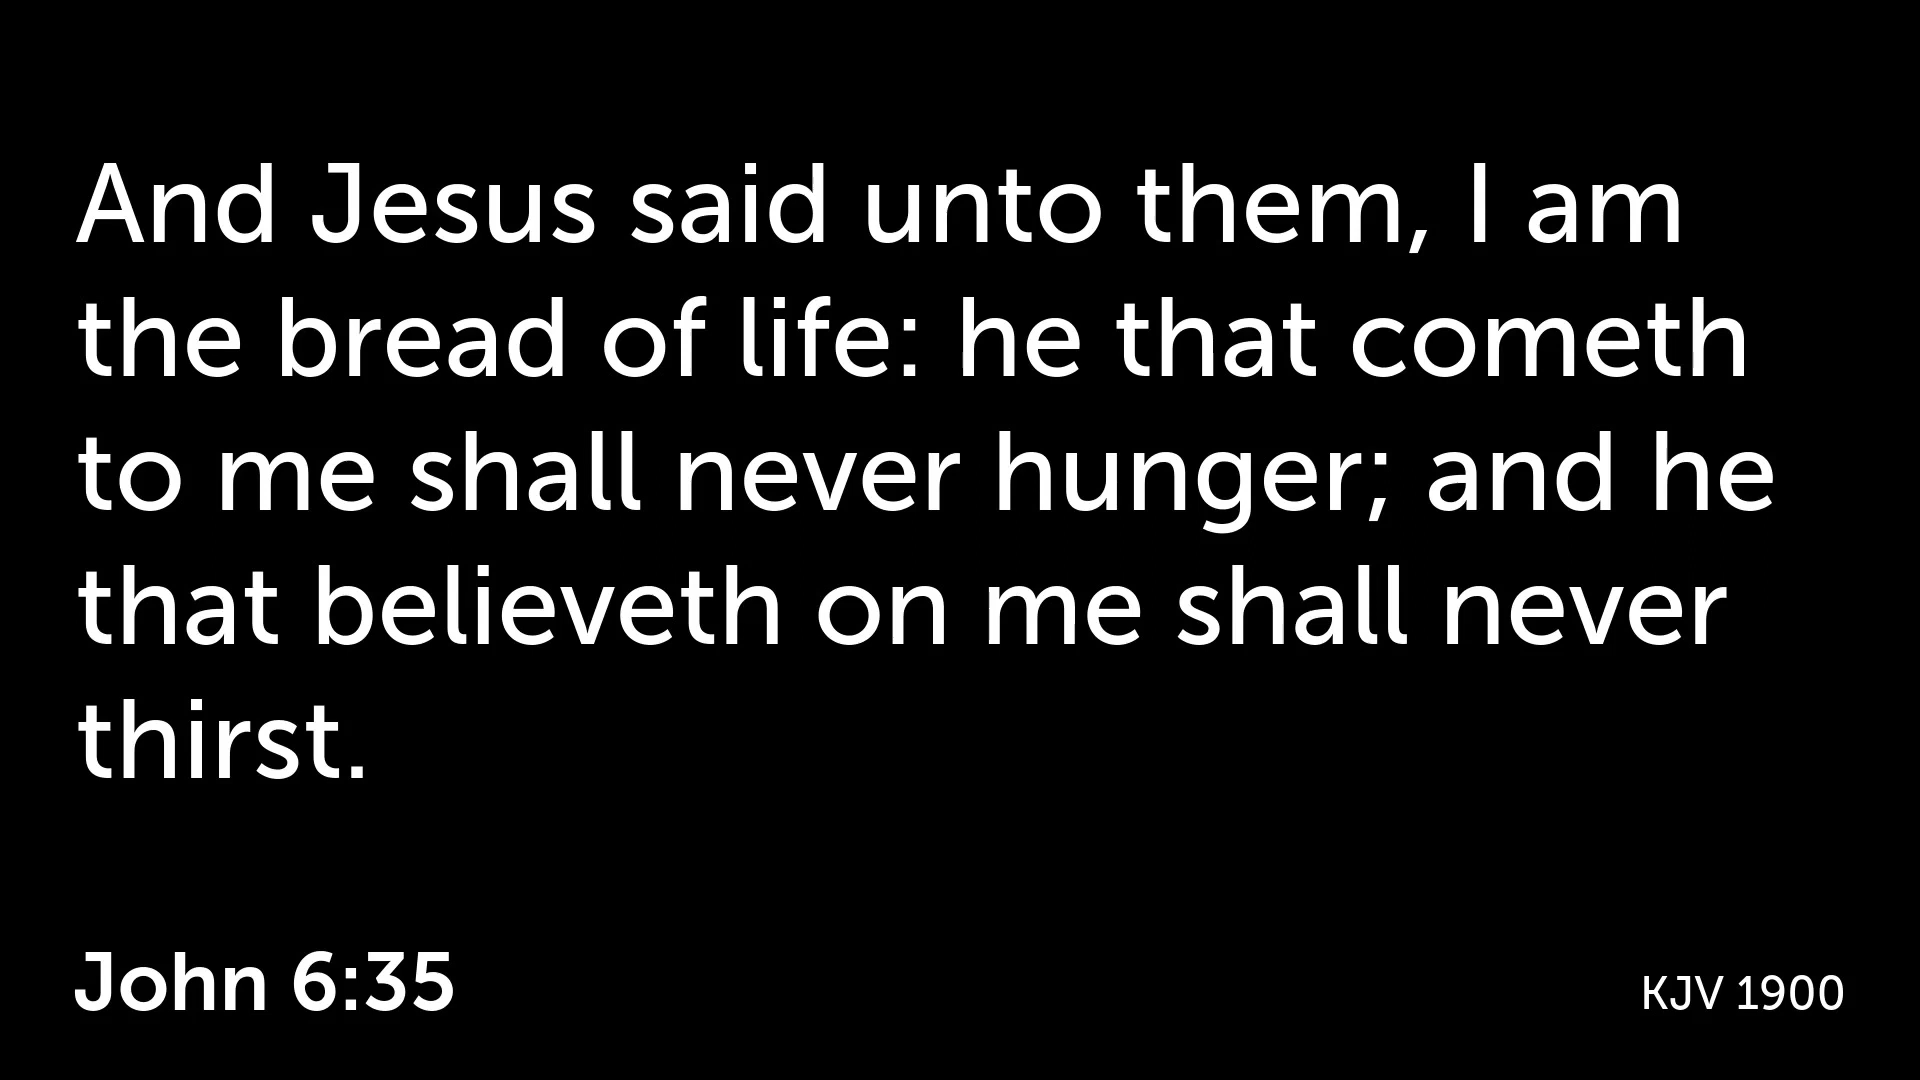 And Jesus said unto them, I am
the bread of life: he that cometh
to me shall never hunger; and he
that believeth on me shall never
thirst.
John 6:35
KJV 1900